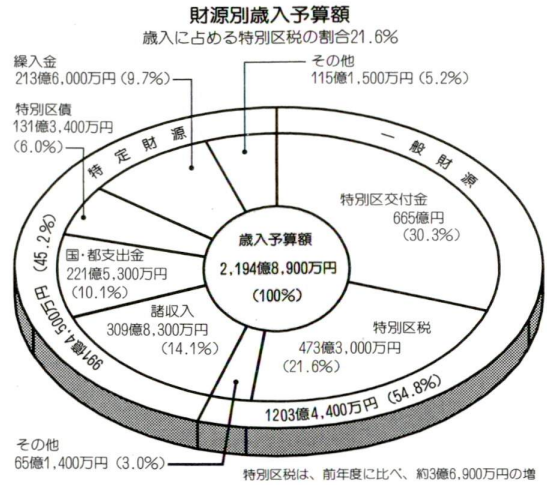 財源別歳入予算額
歳入に占める特別区税の割合21.6%
繰入金
213億6,000万円(9.7%)
その他
115億1,500万円(5.2%)
特別区債
131億3,400万円
(6.0%)
特定財源
一般財源
特別区交付金
665億円
(30.3%)
歳入予算額
2,194億8,900万円
(100%)
国・都支出金
221億5,300万円
(10.1%)
諸収入
309億8,300万円
(14.1%)
特別区税
473億3,000万円
(21.6%)
991億4,500万円(45.2%)
1203億4,400万円(54.8%)
その他
65億1,400万円(3.0%)
特別区税は、前年度に比べ、約3億6,900万円の増